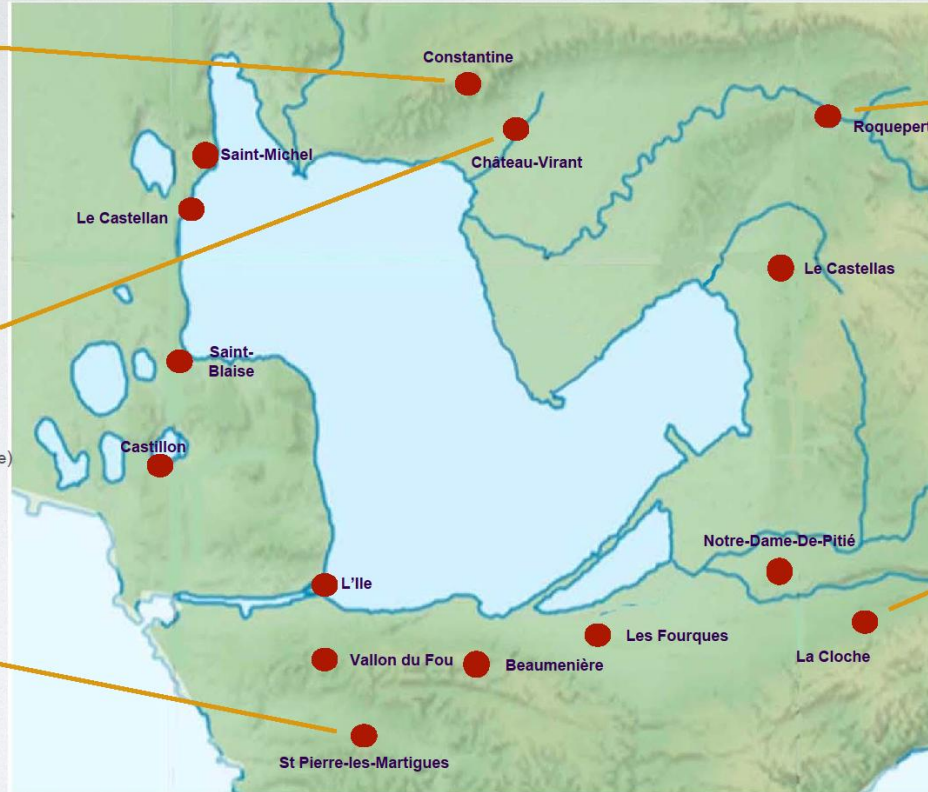 Constantine
Roquepert
Saint-Michel
Château-Virant
Le Castellan
Le Castellas
Saint-
Blaise
Castillon
e)
Notre-Dame-De-Pitié
L'Ile
Les Fourques
Vallon du Fou
Beaumenière
La Cloche
St Pierre-les-Martigues